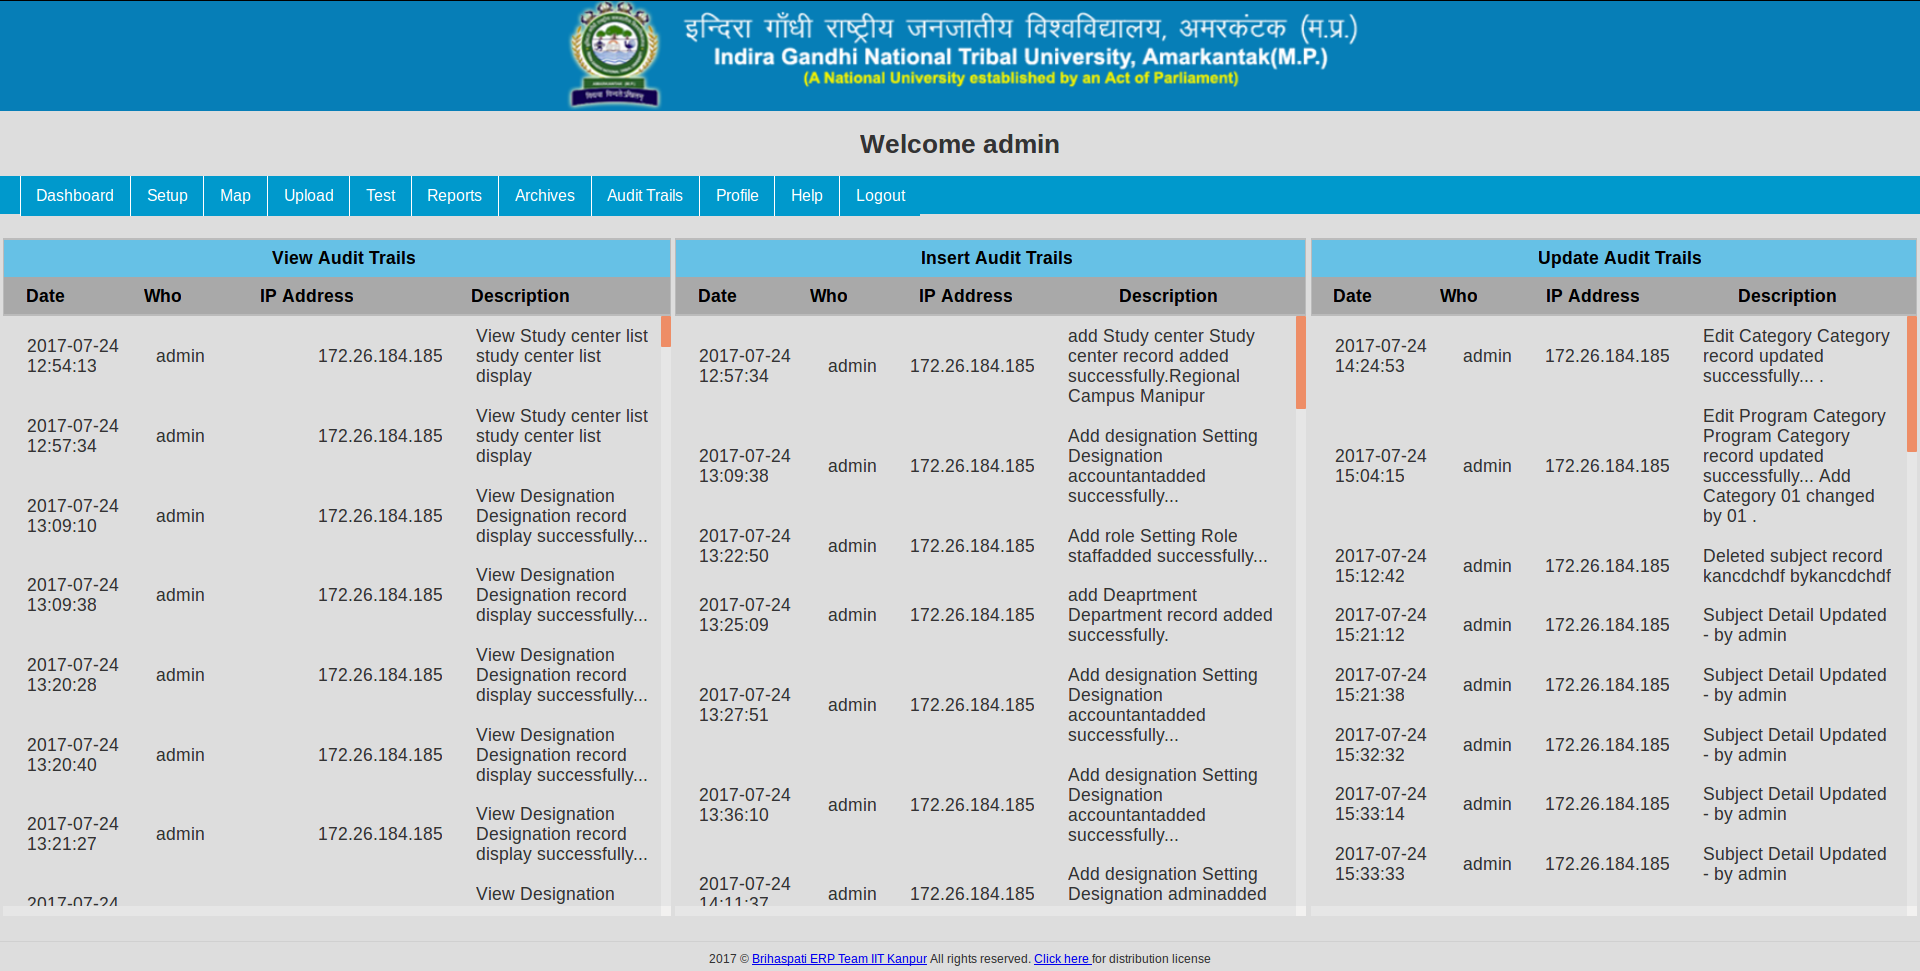 इन्दिरा गाँधी राष्ट्रीय जनजातीय विश्वविद्यालय, अमरकंटक (म.प्र.)
Indira Gandhi National Tribal University, Amarkantak(M.P.)
(A National University established by an Act of Parliament)
Welcome admin
Dashboard Setup Map Upload Test Reports Archives Audit Trails Profile Help Logout
View Audit Trails
Date Who IP Address Description
2017-07-24
12:54:13
admin
172.26.184.185
View Study center list
study center list
display
2017-07-24
12:57:34
admin
172.26.184.185
View Study center list
study center list
display
2017-07-24
13:09:10
admin
172.26.184.185
View Designation
Designation record
display successfully...
2017-07-24
13:09:38
admin
172.26.184.185
View Designation
Designation record
display successfully...
2017-07-24
13:20:28
admin
172.26.184.185
View Designation
Designation record
display successfully...
2017-07-24
13:20:40
admin
172.26.184.185
View Designation
Designation record
display successfully...
2017-07-24
13:21:27
admin
172.26.184.185
View Designation
Designation record
display successfully...
2017-07-24
View Designation
Insert Audit Trails
Date Who IP Address Description
2017-07-24
12:57:34
admin
172.26.184.185
add Study center Study
center record added
successfully.Regional
Campus Manipur
2017-07-24
13:09:38
admin
172.26.184.185
Add designation Setting
Designation
accountantadded
successfully...
2017-07-24
13:22:50
admin
172.26.184.185
Add role Setting Role
staffadded successfully...
2017-07-24
13:25:09
admin
172.26.184.185
add Deaprtment
Department record added
successfully.
2017-07-24
13:27:51
admin
172.26.184.185
Add designation Setting
Designation
accountantadded
successfully...
2017-07-24
13:36:10
admin
172.26.184.185
Add designation Setting
Designation
accountantadded
successfully...
2017-07-24
14:11:37
admin
172.26.184.185
Add designation Setting
Designation adminadded
Update Audit Trails
Date Who IP Address Description
2017-07-24
14:24:53
admin
172.26.184.185
Edit Category Category
record updated
successfully... .
2017-07-24
15:04:15
admin
172.26.184.185
Edit Program Category
Program Category
record updated
successfully... Add
Category 01 changed
by 01 .
2017-07-24
15:12:42
admin
172.26.184.185
Deleted subject record
kancdchdf bykancdchdf
2017-07-24
15:21:12
admin
172.26.184.185
Subject Detail Updated
- by admin
2017-07-24
15:21:38
admin
172.26.184.185
Subject Detail Updated
- by admin
2017-07-24
15:32:32
admin
172.26.184.185
Subject Detail Updated
- by admin
2017-07-24
15:33:14
admin
172.26.184.185
Subject Detail Updated
- by admin
2017-07-24
15:33:33
admin
172.26.184.185
Subject Detail Updated
- by admin
2017 © Brihaspati ERP Team IIT Kanpur All rights reserved. Click here for distribution license